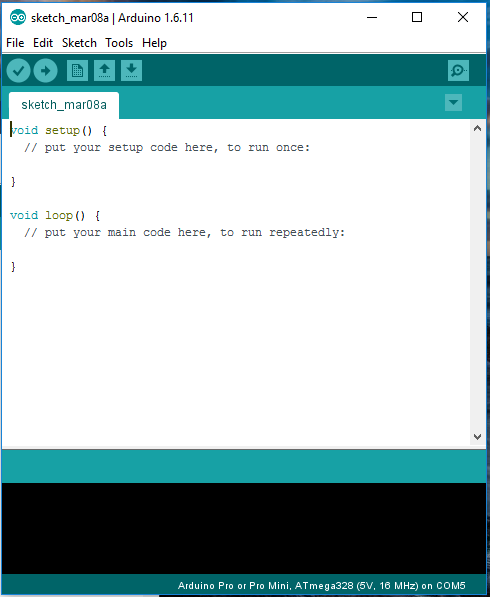 sketch_mar08a | Arduino 1.6.11
File Edit Sketch Tools Help
sketch_mar08a
void setup() {
  // put your setup code here, to run once:
}
void loop() {
  // put your main code here, to run repeatedly:
}
Arduino Pro or Pro Mini, ATmega328 (5V, 16 MHz) on COM5